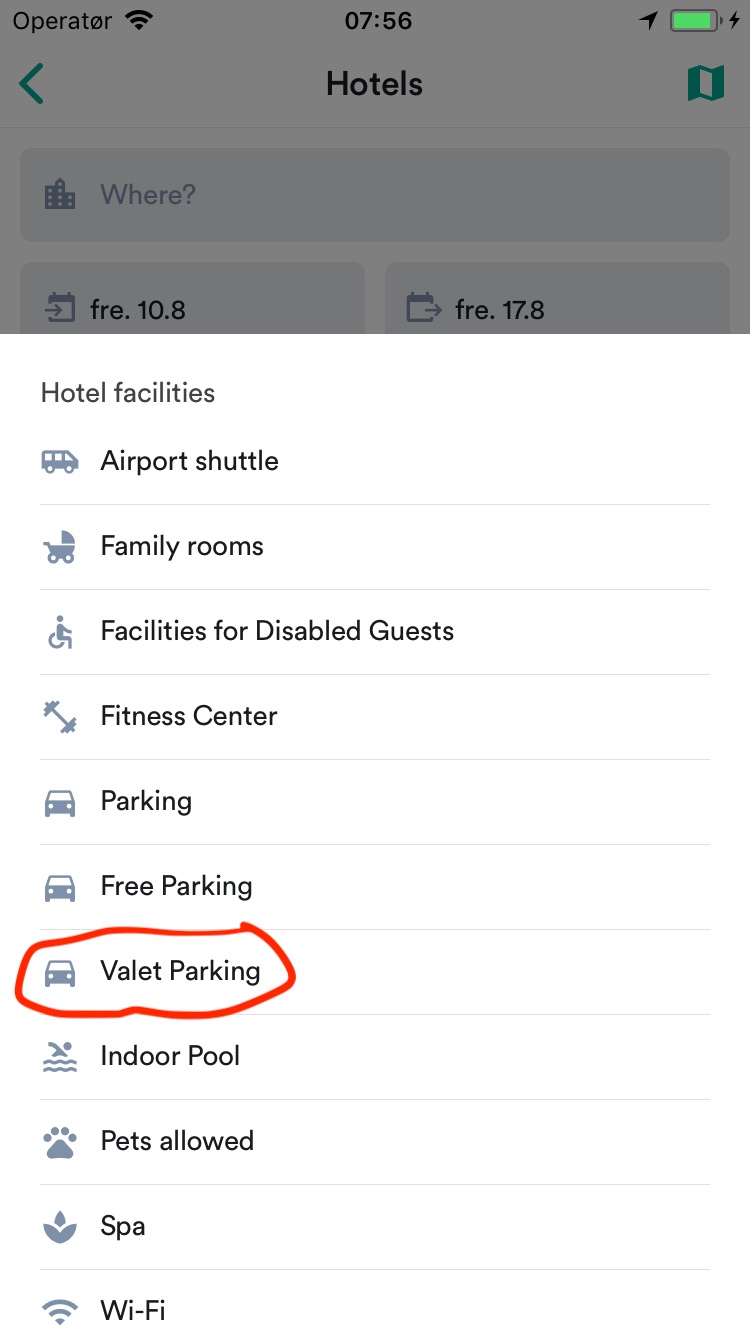 Operatør 07:56
Hotels
Where?
fre. 10.8 fre. 17.8
Hotel facilities
Airport shuttle
Family rooms
Facilities for Disabled Guests
Fitness Center
Parking
Free Parking
Valet Parking
Indoor Pool
Pets allowed
Spa
Wi-Fi